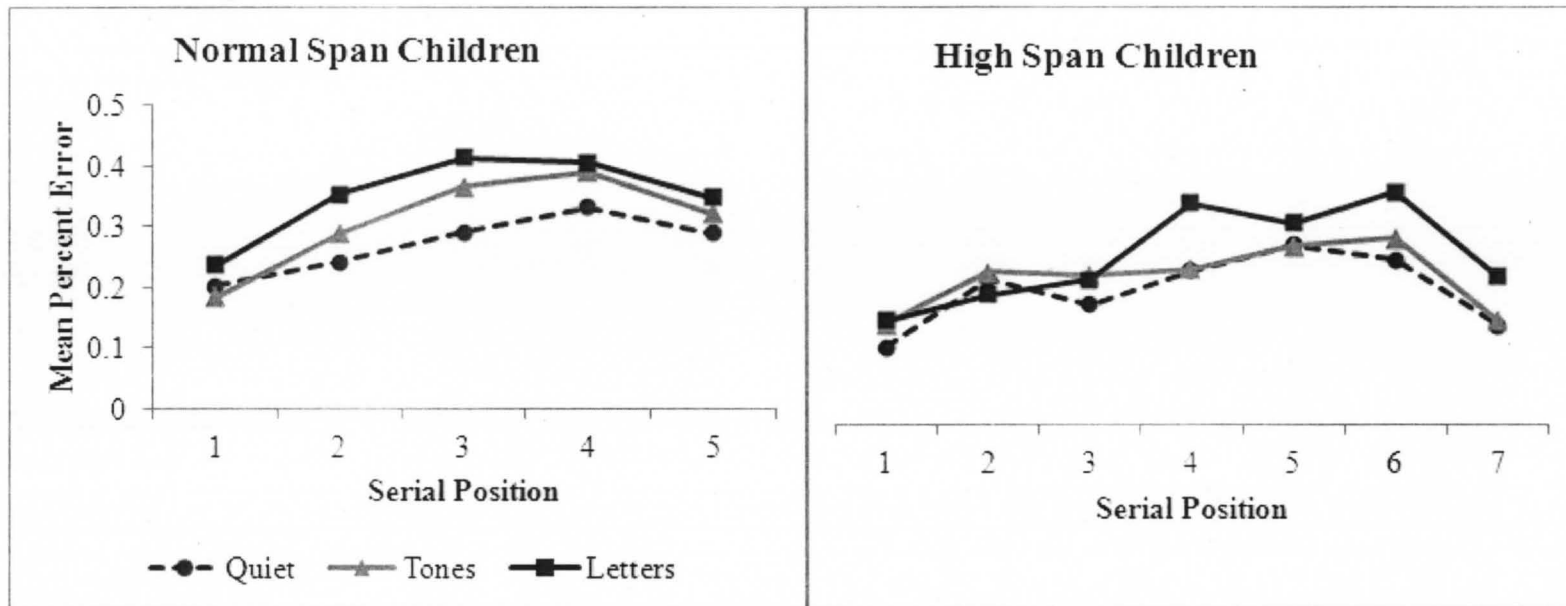 Normal Span Children
Mean Percent Error
0.5
0.4
0.3
0.2
0.1
0
1 2 3 4 5
Serial Position
Quiet Tones Letters
High Span Children
1 2 3 4 5 6 7
Serial Position